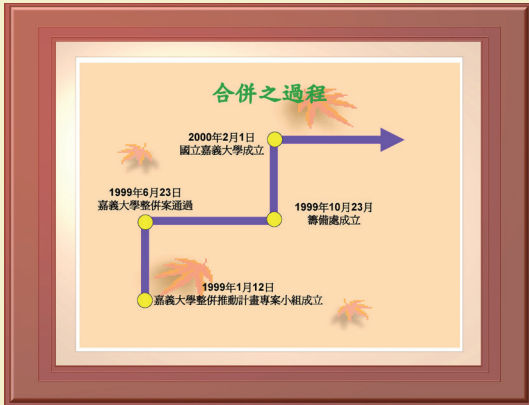 合併之過程
2000年2月1日
國立嘉義大學成立
1999年6月23日
嘉義大學整併案通過
1999年10月23月
籌備處成立
1999年1月12日
嘉義大學整併推動計畫專案小組成立